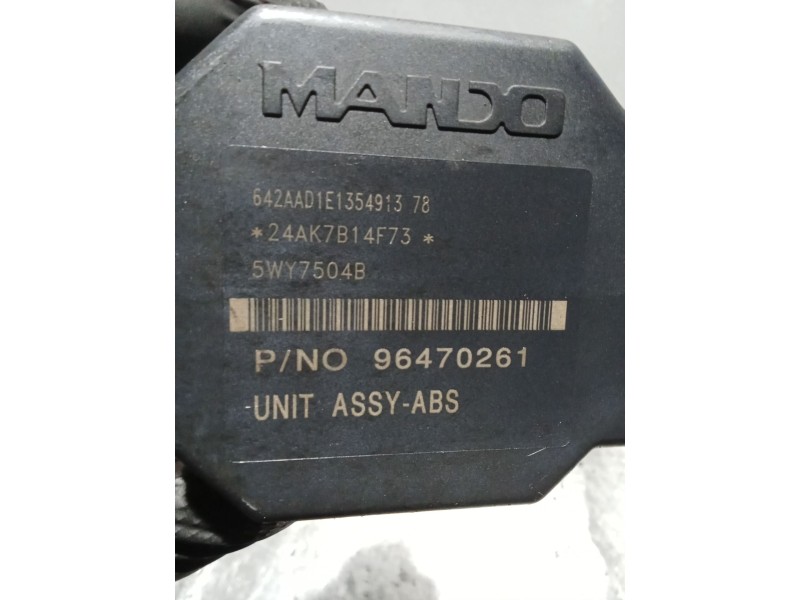 MANDO
642AAD1E1354913 78
*24AK7B14F73 *
5WY7504B
P/NO 96470261
UNIT ASSY-ABS